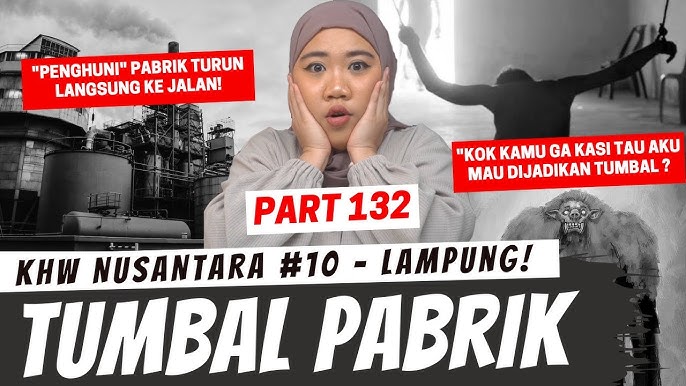 "PENGHUNI" PABRIK TURUN
LANGSUNG KE JALAN!
"KOK KAMU GA KASI TAU AKU
MAU DIJADIKAN TUMBAL ?
PART 132
KHW NUSANTARA #10 - LAMPUNG!
TUMBAL PABRIK